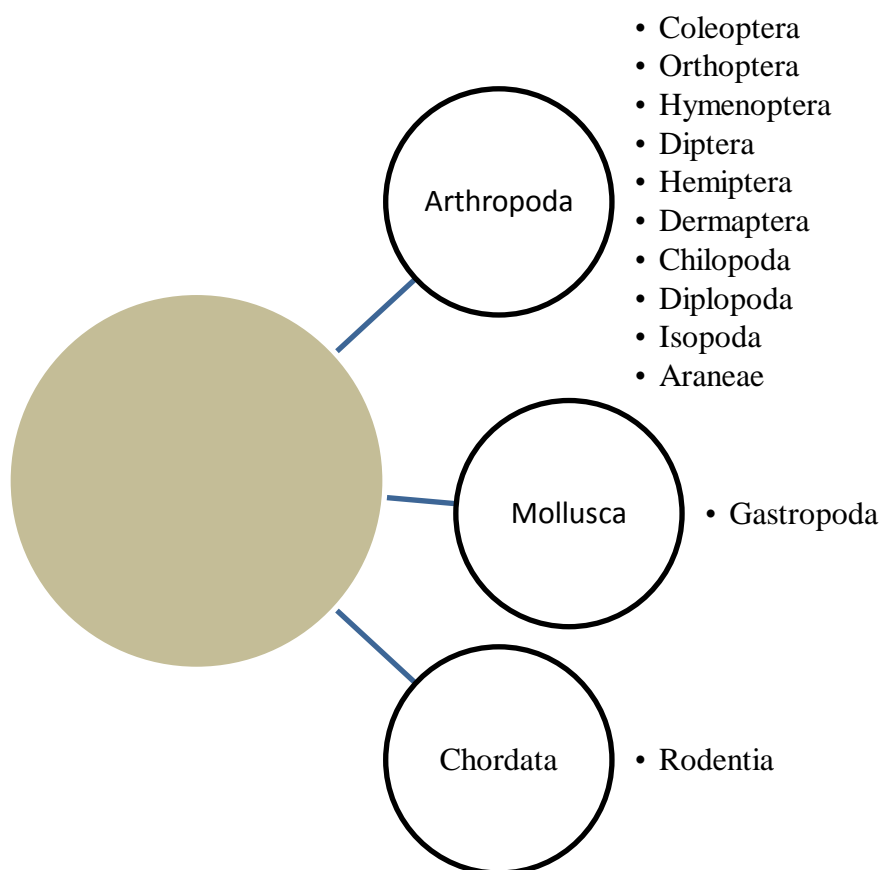 Arthropoda
• Coleoptera
• Orthoptera
• Hymenoptera
• Diptera
• Hemiptera
• Dermaptera
• Chilopoda
• Diplopoda
• Isopoda
• Araneae
Mollusca
• Gastropoda
Chordata
• Rodentia